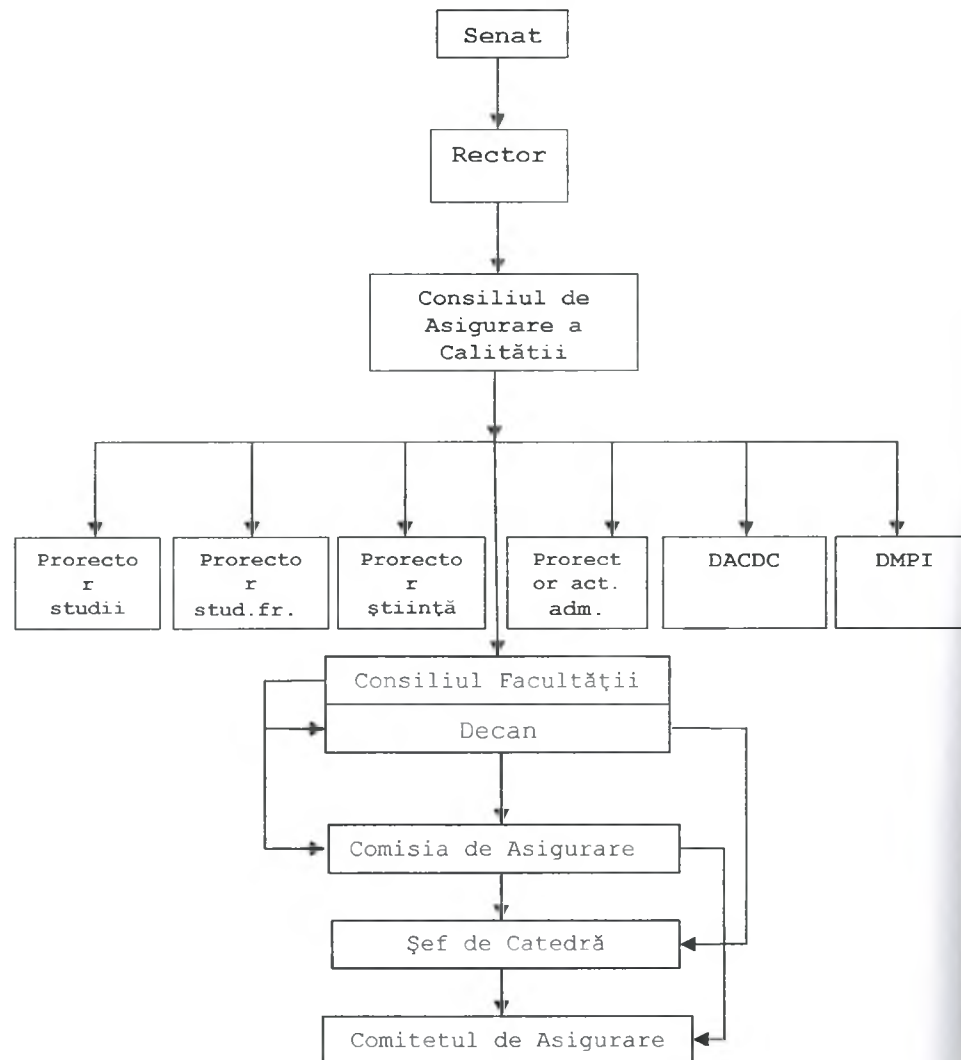 Senat
Rector
Consiliul de
Asigurare a
Calitătii
Prorecto
r
studii
Prorecto
r
stud.fr.
Prorecto
r
ştiinţă
Prorect
or act.
adm.
DACDC
DMPI
Consiliul Facultăţii
Decan
Comisia de Asigurare
Şef de Catedră
Comitetul de Asigurare